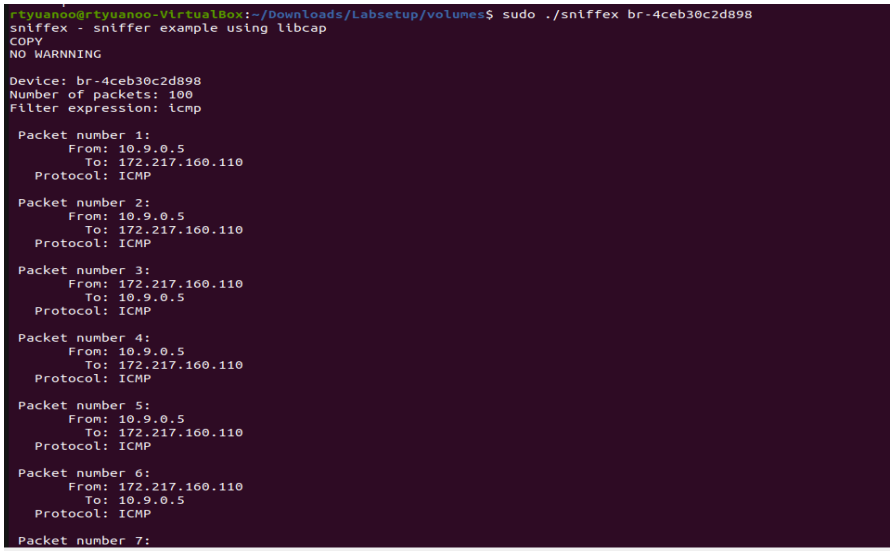 rtyuanoo@rtyuanoo-VirtualBox:~/Downloads/Labsetup/volumes$ sudo ./sniffex br-4ceb30c2d898
sniffex - sniffer example using libcap
COPY
NO WARNNING
Device: br-4ceb30c2d898
Number of packets: 100
Filter expression: icmp
Packet number 1:
From: 10.9.0.5
To: 172.217.160.110
Protocol: ICMP
Packet number 2:
From: 10.9.0.5
To: 172.217.160.110
Protocol: ICMP
Packet number 3:
From: 172.217.160.110
To: 10.9.0.5
Protocol: ICMP
Packet number 4:
From: 10.9.0.5
To: 172.217.160.110
Protocol: ICMP
Packet number 5:
From: 10.9.0.5
To: 172.217.160.110
Protocol: ICMP
Packet number 6:
From: 172.217.160.110
To: 10.9.0.5
Protocol: ICMP
Packet number 7: